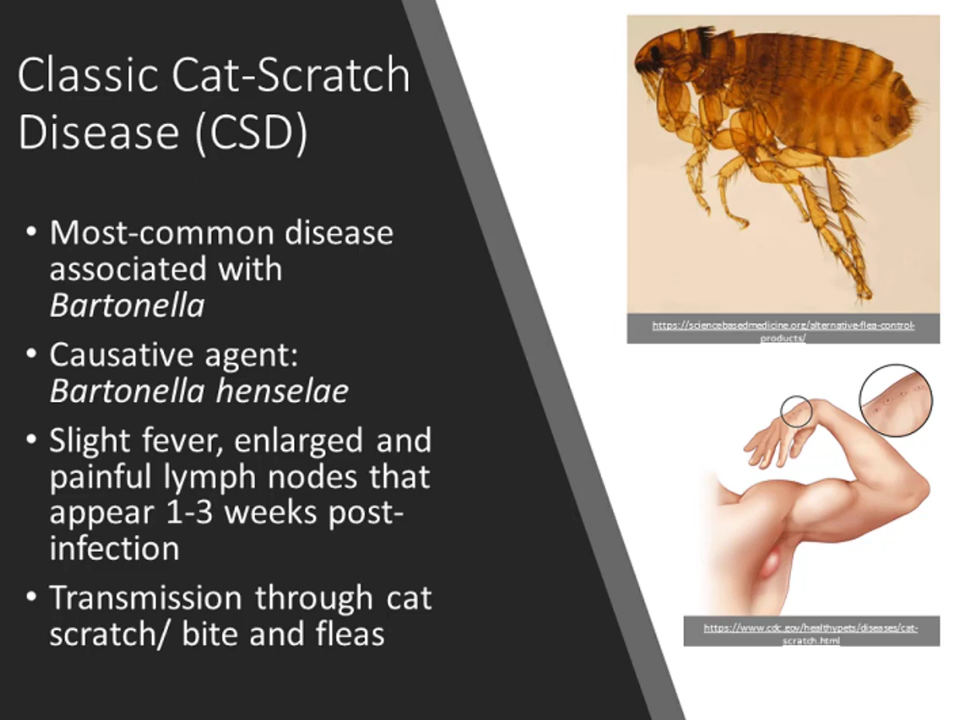 Classic Cat-Scratch
Disease (CSD)
• Most-common disease
associated with
Bartonella
• Causative agent:
Bartonella henselae
• Slight fever, enlarged and
painful lymph nodes that
appear 1-3 weeks post-
infection
• Transmission through cat
scratch/ bite and fleas
https://sciencebasedmedicine.org/alternative-flea-control-
products/
https://www.cdc.gov/healthypets/diseases/cat-
scratch.html